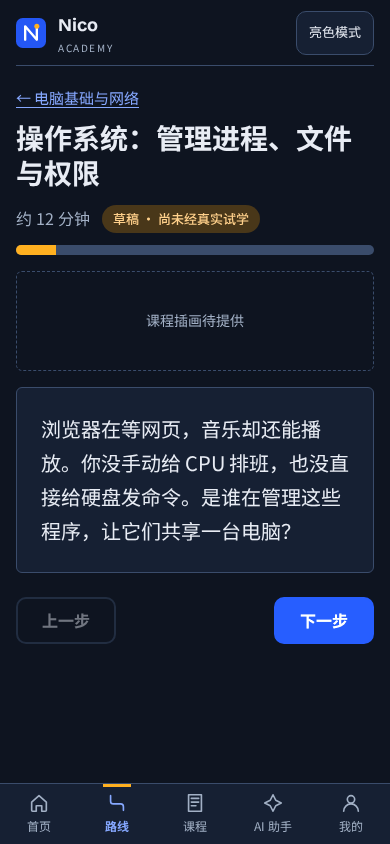 Nico
ACADEMY
亮色模式
← 电脑基础与网络
操作系统：管理进程、文件
与权限
约 12 分钟
草稿 · 尚未经真实试学
课程插画待提供
浏览器在等网页，音乐却还能播
放。你没手动给 CPU 排班，也没直
接给硬盘发命令。是谁在管理这些
程序，让它们共享一台电脑？
上一步
下一步
首页
路线
课程
AI 助手
我的